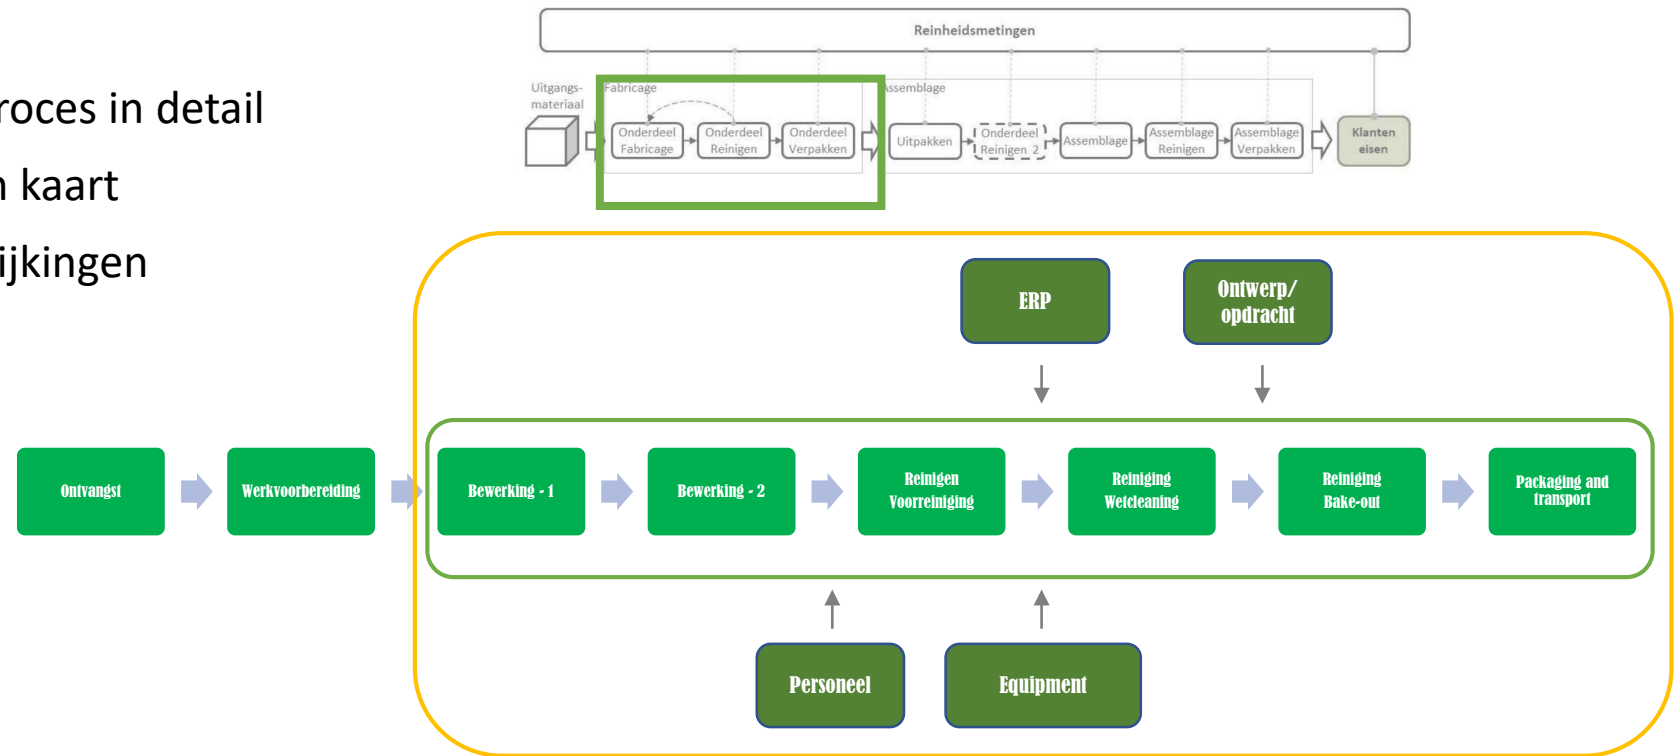 Reinheidsmetingen
roces in detail
kaart
ijkingen
Uitgangs-
materiaal
Fabricage
Onderdeel
Fabricage
Onderdeel
Reinigen
Onderdeel
Verpakken
Assemblage
Uitpakken
Onderdeel
Reinigen 2
Assemblage
Assemblage
Reinigen
Assemblage
Verpakken
Klanten
eisen
ERP
Ontwerp/
opdracht
Ontvangst
Werkvoorbereiding
Bewerking - 1
Bewerking - 2
Reinigen
Voorreiniging
Reiniging
Wetcleaning
Reiniging
Bake-out
Packaging and
transport
Personeel
Equipment